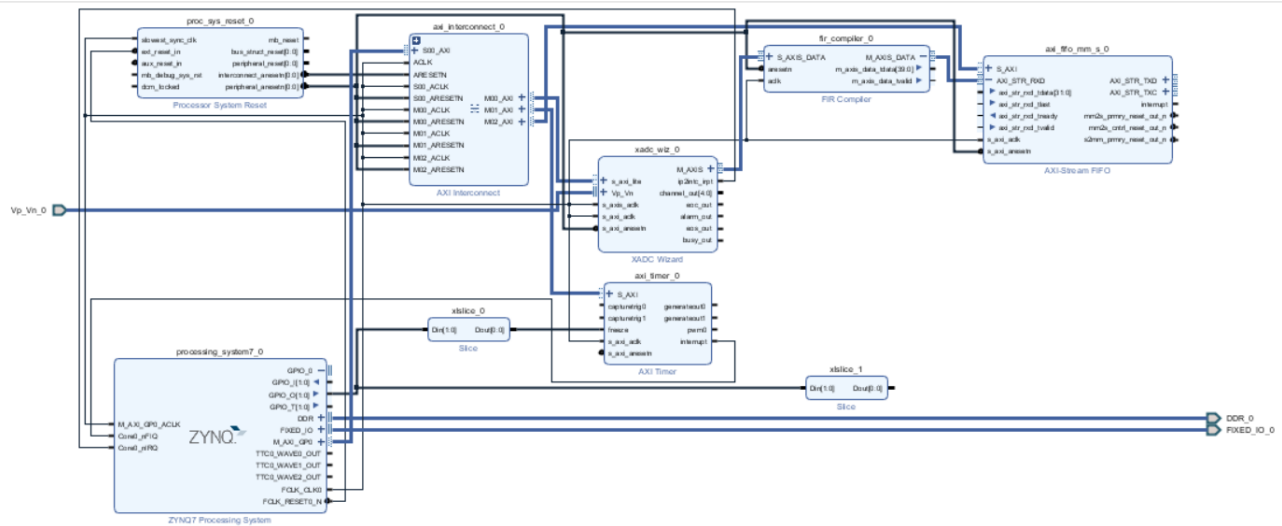 proc_sys_reset_0
slowest_sync_clk
mb_reset
ext_reset_in
bus_struct_reset[0:0]
aux_reset_in
peripheral_reset[0:0]
mb_debug_sys_rst
interconnect_aresetn[0:0]
dcm_locked
peripheral_aresetn[0:0]
Processor System Reset
axi_interconnect_0
S00_AXI
ACLK
ARESETN
S00_ACLK
S00_ARESETN
M00_ACLK
M00_ARESETN
M01_ACLK
M01_ARESETN
M02_ACLK
M02_ARESETN
M00_AXI
M01_AXI
M02_AXI
AXI Interconnect
fir_compiler_0
S_AXIS_DATA
aresetn
aclk
M_AXIS_DATA
m_axis_data_tdata[39:0]
m_axis_data_tvalid
FIR Compiler
axi_fifo_mm_s_0
S_AXI
AXI_STR_RXD
axi_str_rxd_tdata[31:0]
axi_str_rxd_tlast
axi_str_rxd_tready
axi_str_rxd_tvalid
s_axi_aclk
s_axi_aresetn
AXI_STR_TXD
AXI_STR_TXC
interrupt
mm2s_prmry_reset_out_n
mm2s_cntrl_reset_out_n
s2mm_prmry_reset_out_n
AXI-Stream FIFO
xadc_wiz_0
s_axi_lite
Vp_Vn
s_axis_aclk
s_axi_aclk
s_axi_aresetn
M_AXIS
ip2intc_irpt
channel_out[4:0]
eoc_out
alarm_out
eos_out
busy_out
XADC Wizard
Vp_Vn_0
axi_timer_0
S_AXI
capturetrig0
capturetrig1
freeze
s_axi_aclk
s_axi_aresetn
generateout0
generateout1
pwm0
interrupt
AXI Timer
xlslice_0
Din[1:0]
Dout[0:0]
Slice
xlslice_1
Din[1:0]
Dout[0:0]
Slice
processing_system7_0
M_AXI_GP0_ACLK
Core0_nFIQ
Core0_nIRQ
ZYNQ
GPIO_0
GPIO_I[1:0]
GPIO_O[1:0]
GPIO_T[1:0]
DDR
FIXED_IO
M_AXI_GP0
TTC0_WAVE0_OUT
TTC0_WAVE1_OUT
TTC0_WAVE2_OUT
FCLK_CLK0
FCLK_RESET0_N
ZYNQ7 Processing System
DDR_0
FIXED_IO_0